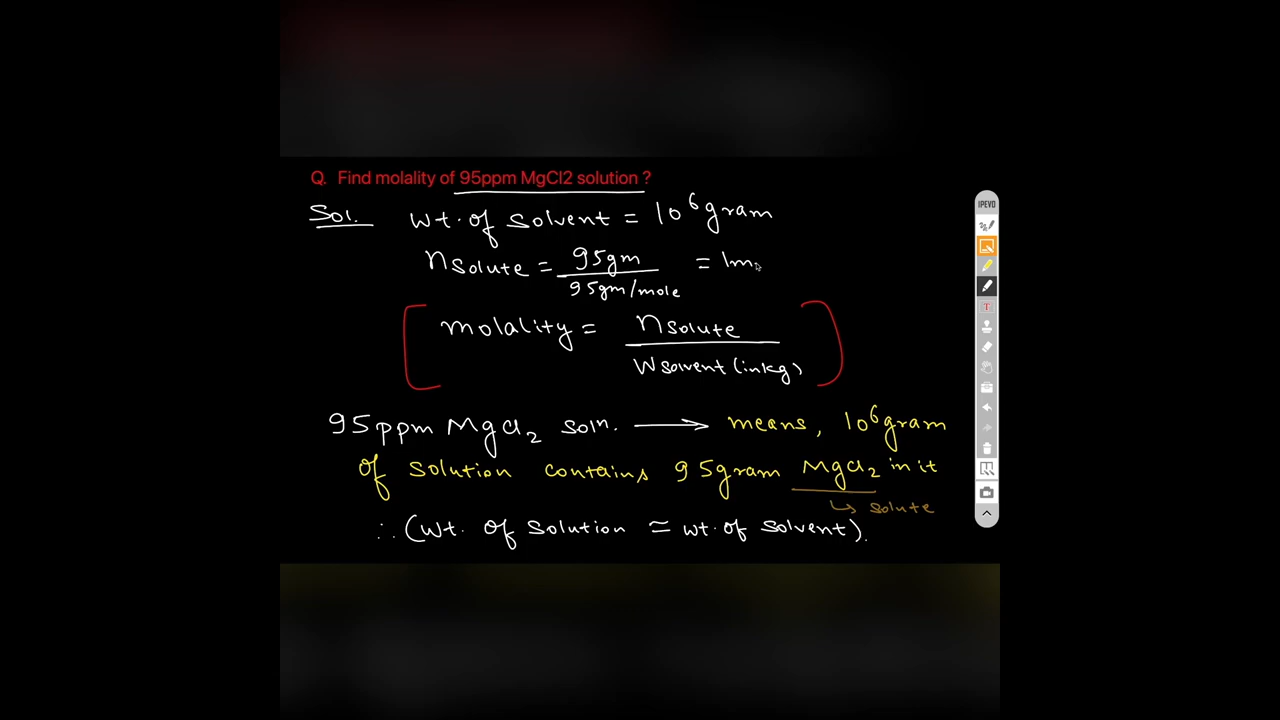 Q. Find molality of 95ppm MgCl2 solution ?
Sol. wt. of solvent = 10⁶ gram
nsolute = 95gm / 95gm/mole = 1m
molality = nsolute / Wsolvent (in kg)
95ppm MgCl₂ soln. → means, 10⁶ gram
of solution contains 95gram MgCl₂ in it
↳ solute
∴ (wt. of solution ≃ wt. of solvent).
IPEVO
T